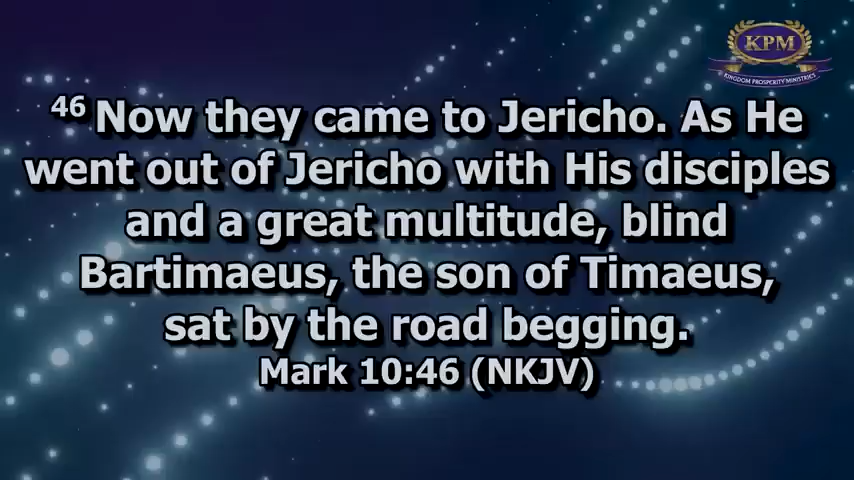 KPM
KINGDOM PROSPERITY MINISTRIES
46 Now they came to Jericho. As He
went out of Jericho with His disciples
and a great multitude, blind
Bartimaeus, the son of Timaeus,
sat by the road begging.
Mark 10:46 (NKJV)